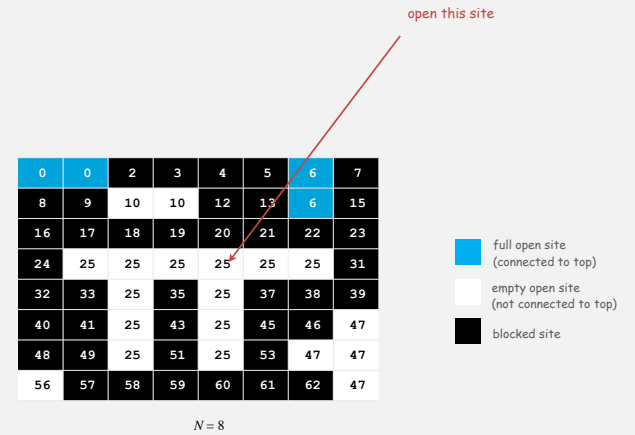 open this site
0 0 2 3 4 5 6 7
8 9 10 10 12 13 6 15
16 17 18 19 20 21 22 23
24 25 25 25 25 25 25 31
32 33 25 35 25 37 38 39
40 41 25 43 25 45 46 47
48 49 25 51 25 53 47 47
56 57 58 59 60 61 62 47
N = 8
full open site
(connected to top)
empty open site
(not connected to top)
blocked site